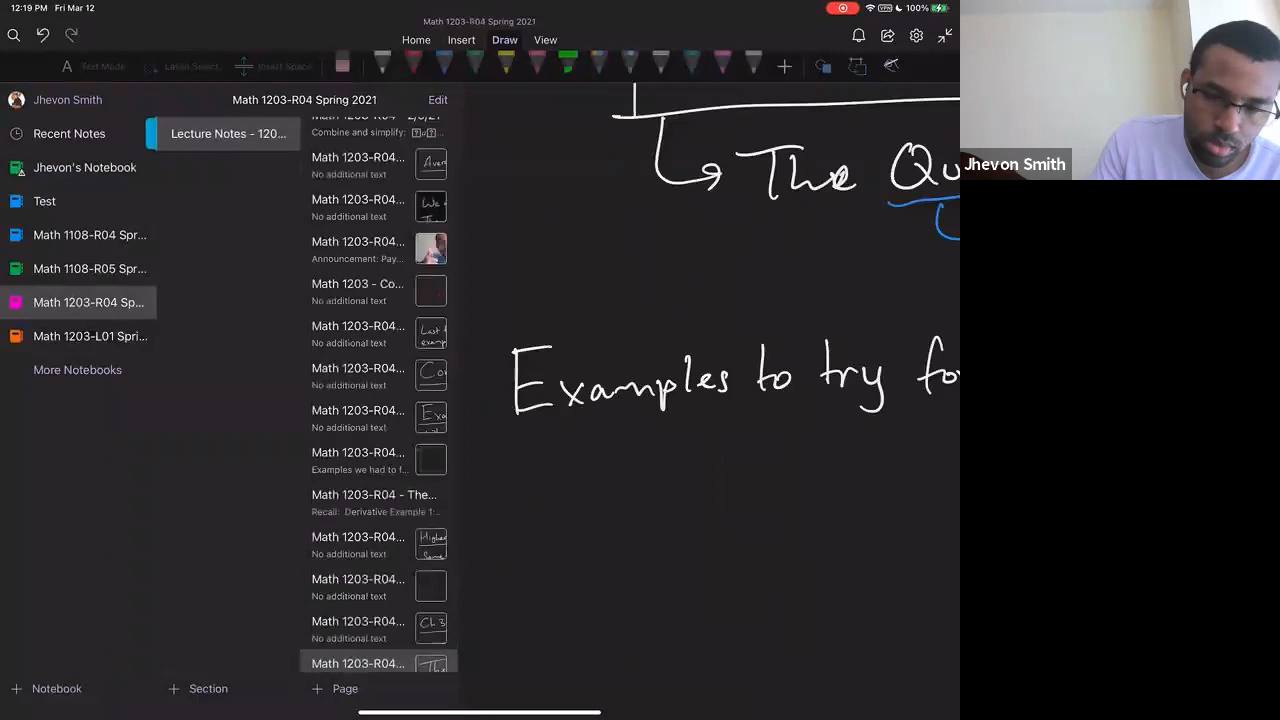 12:19 PM Fri Mar 12
VPN 100%
Math 1203-R04 Spring 2021
Home Insert Draw View
Text Mode Lasso Select Insert Space
Jhevon Smith
Recent Notes
Jhevon's Notebook
Test
Math 1108-R04 Spr...
Math 1108-R05 Spr...
Math 1203-R04 Sp...
Math 1203-L01 Spri...
More Notebooks
Notebook
Lecture Notes - 120...
Section
Math 1203-R04 Spring 2021 Edit
Combine and simplify:
Math 1203-R04...
No additional text
Math 1203-R04...
No additional text
Math 1203-R04...
Announcement: Pay...
Math 1203 - Co...
No additional text
Math 1203-R04...
No additional text
Math 1203-R04...
No additional text
Math 1203-R04...
No additional text
Math 1203-R04...
Examples we had to f...
Math 1203-R04 - The...
Recall: Derivative Example 1:...
Math 1203-R04...
No additional text
Math 1203-R04...
No additional text
Math 1203-R04...
No additional text
Math 1203-R04...
Page
The Qu
Examples to try fo
Jhevon Smith